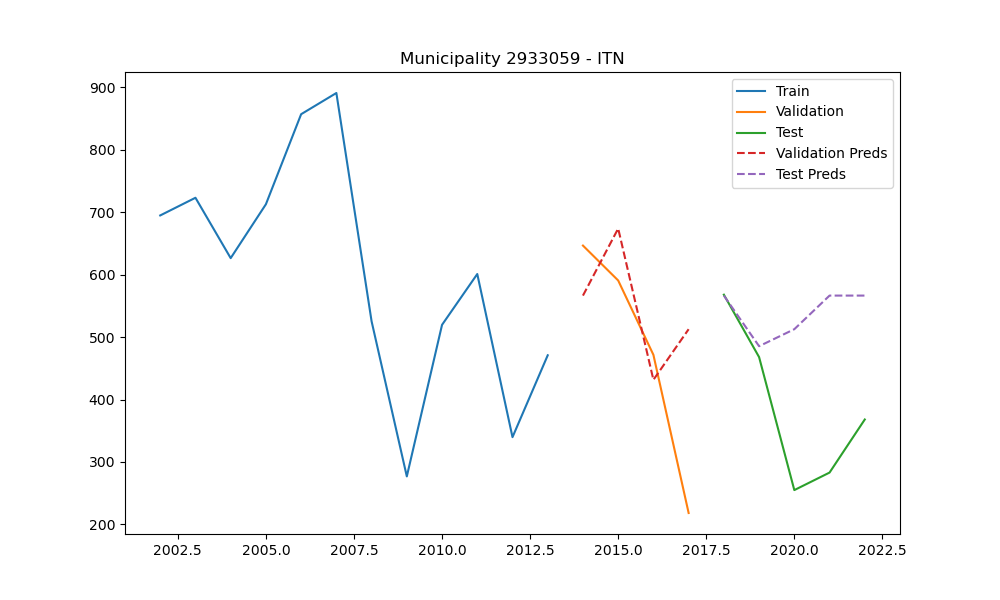 Municipality 2933059 - ITN
900
800
700
600
500
400
300
200
2002.5 2005.0 2007.5 2010.0 2012.5 2015.0 2017.5 2020.0 2022.5
Train
Validation
Test
Validation Preds
Test Preds